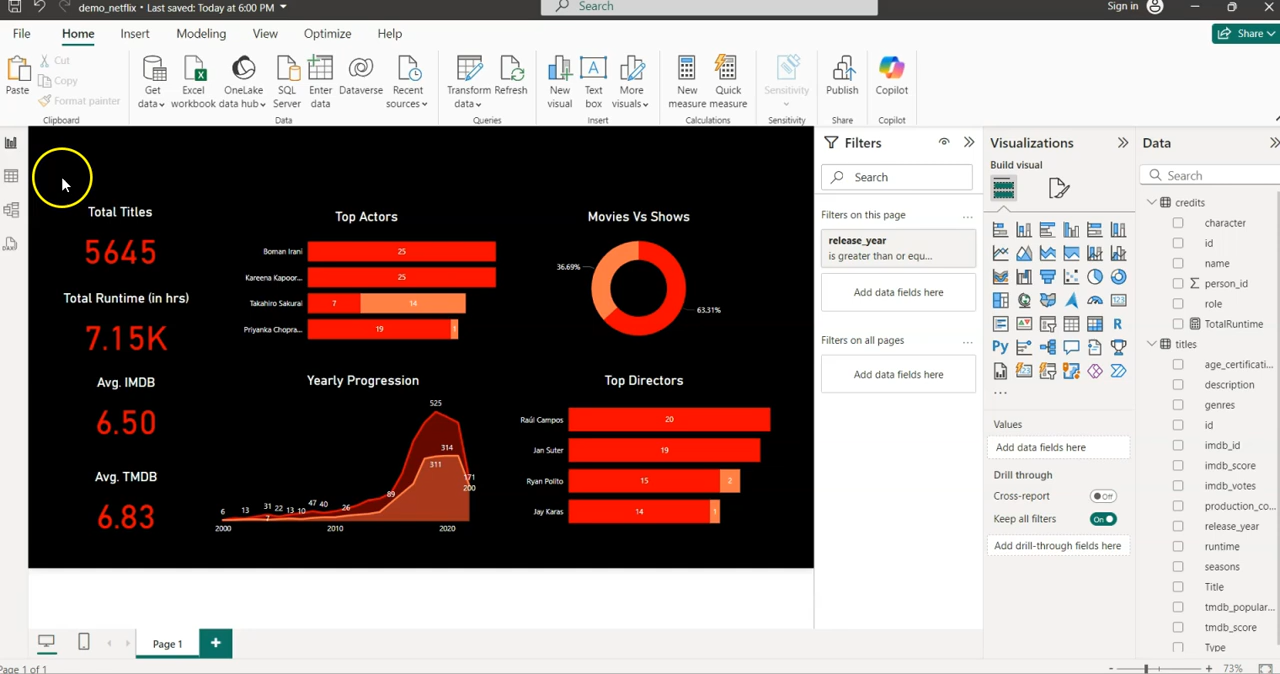 demo_netflix • Last saved: Today at 6:00 PM
Search
Sign in
File
Home
Insert
Modeling
View
Optimize
Help
Share
Paste
Cut
Copy
Format painter
Clipboard
Get data
Excel workbook
OneLake data hub
SQL Server
Enter data
Dataverse
Recent sources
Data
Transform data
Refresh
Queries
New visual
Text box
More visuals
Insert
New measure
Quick measure
Calculations
Sensitivity
Sensitivity
Publish
Share
Copilot
Copilot
Total Titles
5645
Total Runtime (in hrs)
7.15K
Avg. IMDB
6.50
Avg. TMDB
6.83
Top Actors
Boman Irani
25
Kareena Kapoor...
25
Takahiro Sakurai
7
14
Priyanka Chopra...
19
1
Movies Vs Shows
36.69%
63.31%
Yearly Progression
525
314
311
171
200
89
6
13
31
7
22
13
10
47
40
26
2000
2010
2020
Top Directors
Raúl Campos
20
Jan Suter
19
Ryan Polito
15
2
Jay Karas
14
1
Filters
Search
Filters on this page
...
release_year
is greater than or equ...
Add data fields here
Filters on all pages
...
Add data fields here
Visualizations
Build visual
R
Py
123
...
Values
Add data fields here
Drill through
Cross-report
Off
Keep all filters
On
Add drill-through fields here
Data
Search
credits
character
id
name
Σ person_id
role
TotalRuntime
titles
age_certificati...
description
genres
id
imdb_id
imdb_score
imdb_votes
production_co...
release_year
runtime
seasons
Title
tmdb_popular...
tmdb_score
Type
Page 1
Page 1 of 1
73%